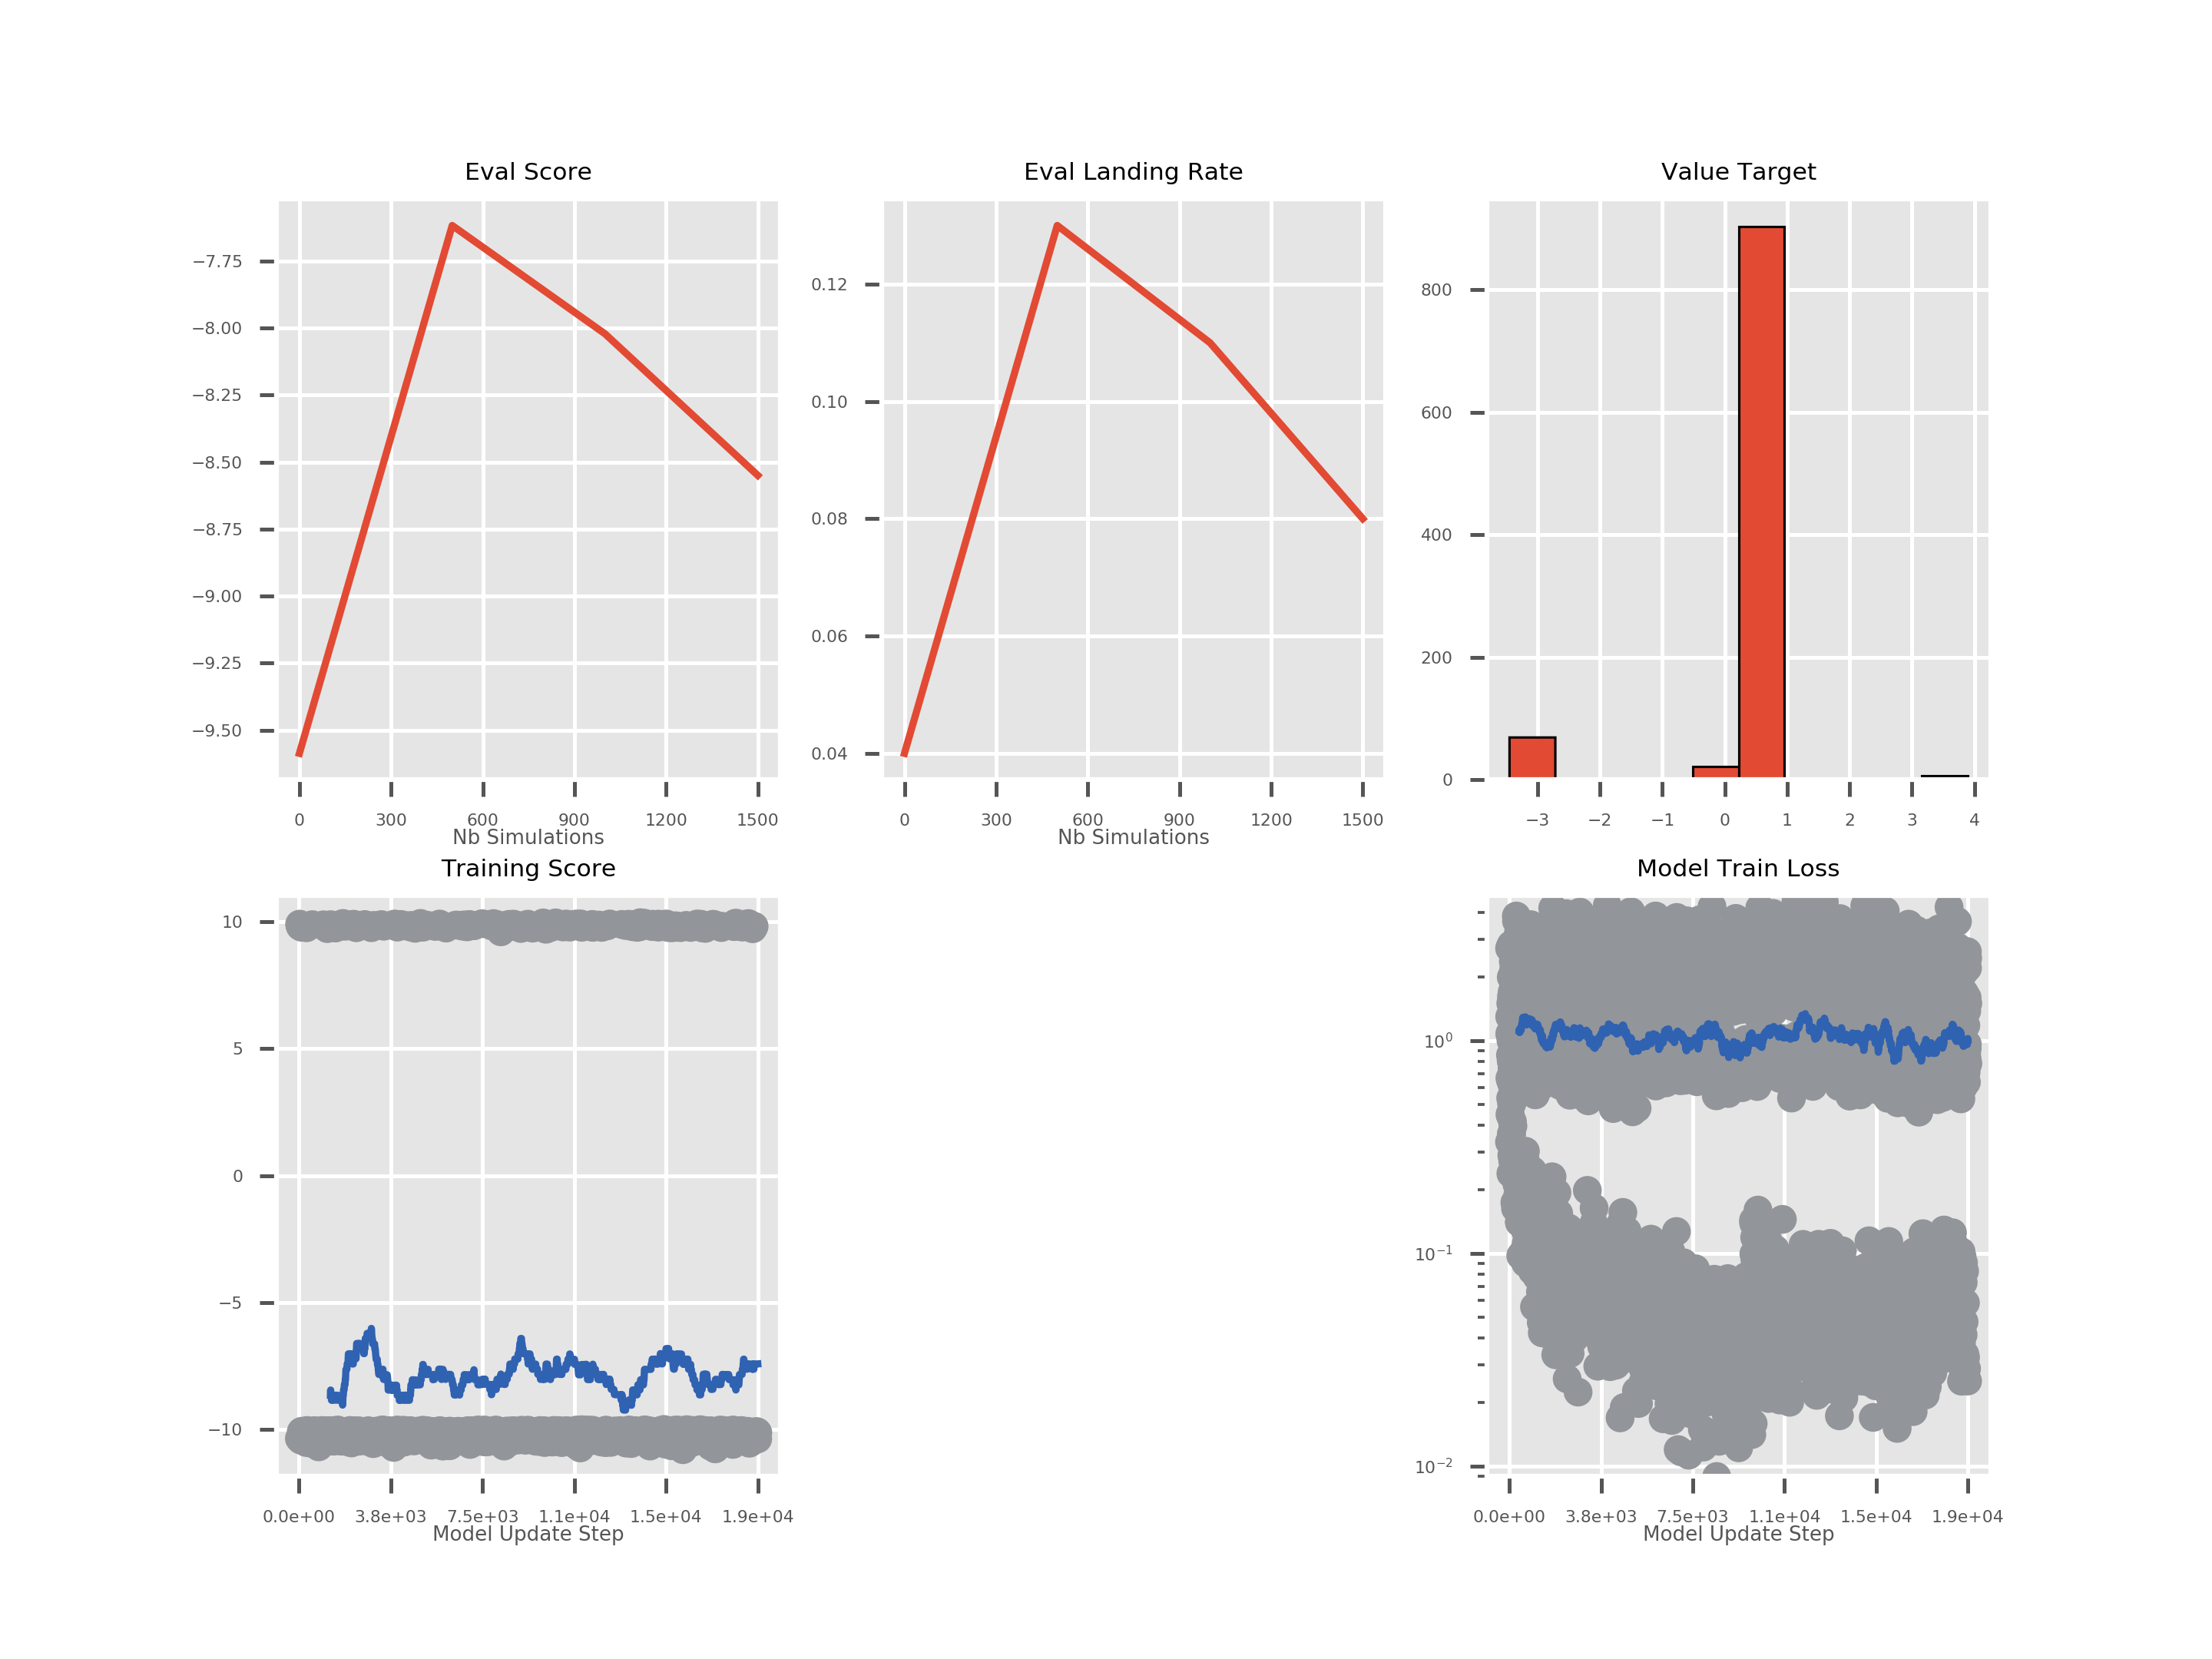 Eval Score
−7.75
−8.00
−8.25
−8.50
−8.75
−9.00
−9.25
−9.50
0 300 600 900 1200 1500
Nb Simulations
Eval Landing Rate
0.12
0.10
0.08
0.06
0.04
0 300 600 900 1200 1500
Nb Simulations
Value Target
800
600
400
200
0
−3 −2 −1 0 1 2 3 4
Training Score
10
5
0
−5
−10
0.0e+00 3.8e+03 7.5e+03 1.1e+04 1.5e+04 1.9e+04
Model Update Step
Model Train Loss
10⁰
10⁻¹
10⁻²
0.0e+00 3.8e+03 7.5e+03 1.1e+04 1.5e+04 1.9e+04
Model Update Step